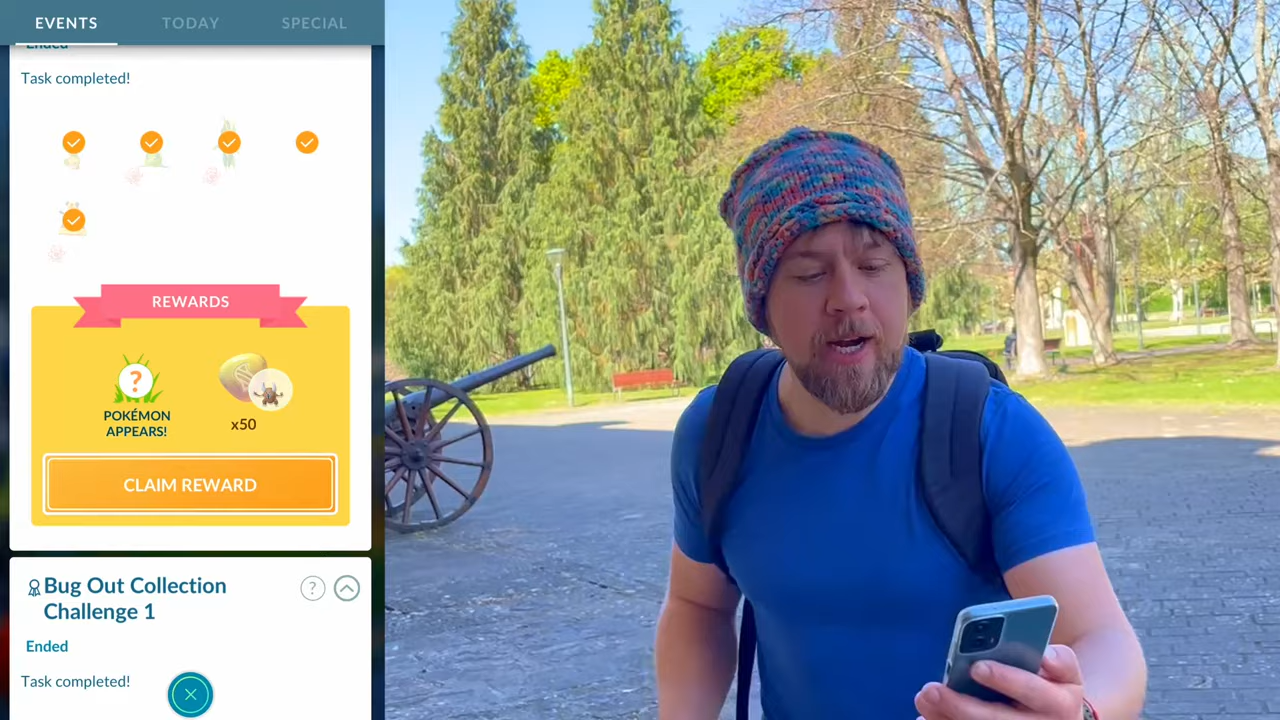 EVENTS
TODAY
SPECIAL
Ended
Task completed!
REWARDS
?
POKÉMON
APPEARS!
x50
CLAIM REWARD
Bug Out Collection
Challenge 1
?
Ended
Task completed!